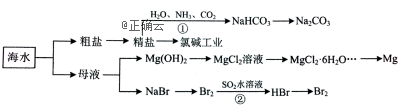 @正确云
H₂O、NH₃、CO₂
①
NaHCO₃ Na₂CO₃
粗盐 精盐 氯碱工业
海水
母液
Mg(OH)₂ MgCl₂溶液 MgCl₂·6H₂O… Mg
SO₂水溶液
NaBr Br₂ ② HBr Br₂